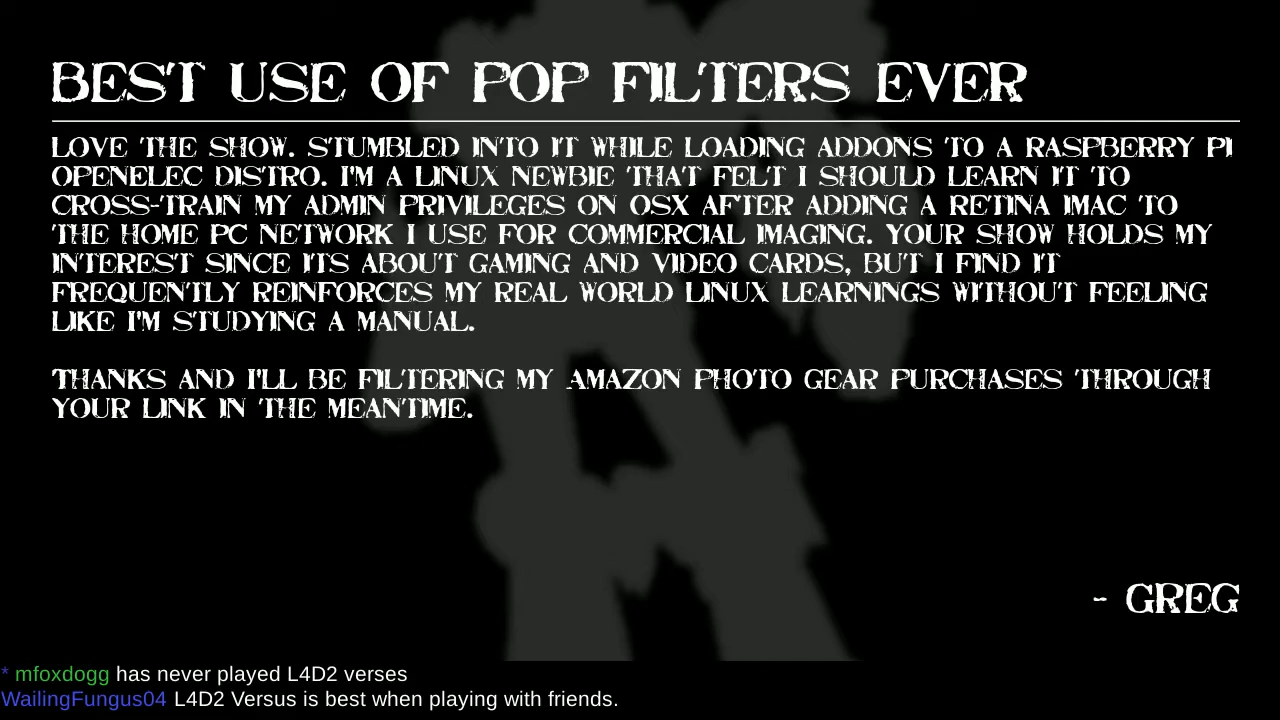 BEST USE OF POP FILTERS EVER
LOVE THE SHOW. STUMBLED INTO IT WHILE LOADING ADDONS TO A RASPBERRY PI
OPENELEC DISTRO. I'M A LINUX NEWBIE THAT FELT I SHOULD LEARN IT TO
CROSS-TRAIN MY ADMIN PRIVILEGES ON OSX AFTER ADDING A RETINA IMAC TO
THE HOME PC NETWORK I USE FOR COMMERCIAL IMAGING. YOUR SHOW HOLDS MY
INTEREST SINCE ITS ABOUT GAMING AND VIDEO CARDS, BUT I FIND IT
FREQUENTLY REINFORCES MY REAL WORLD LINUX LEARNINGS WITHOUT FEELING
LIKE I'M STUDYING A MANUAL.
THANKS AND I'LL BE FILTERING MY AMAZON PHOTO GEAR PURCHASES THROUGH
YOUR LINK IN THE MEANTIME.
- GREG
* mfoxdogg has never played L4D2 verses
WailingFungus04 L4D2 Versus is best when playing with friends.